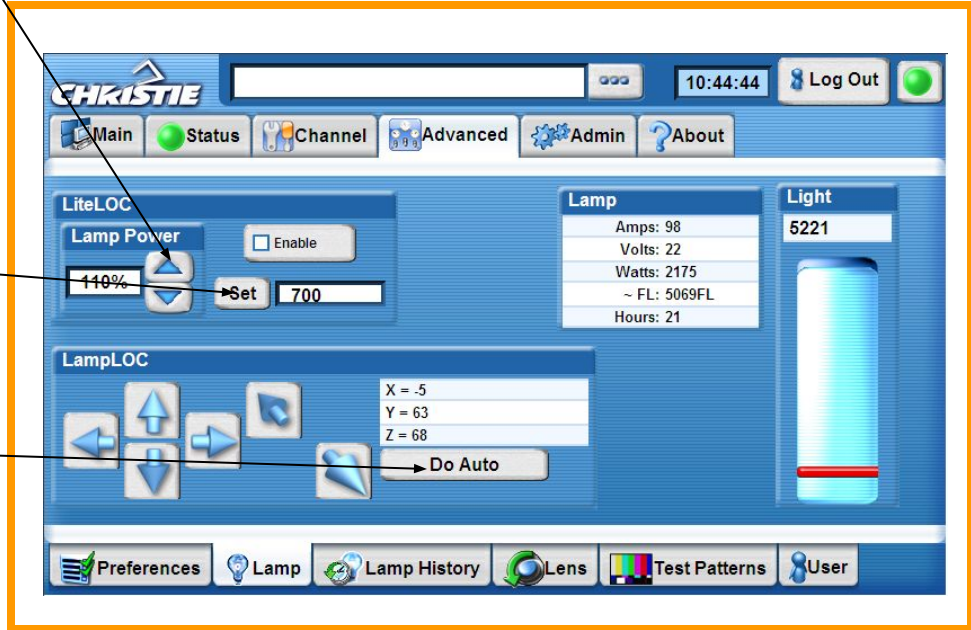 CHRISTIE
10:44:44
Log Out
Main
Status
Channel
Advanced
Admin
About
LiteLOC
Lamp Power
110%
Enable
Set
700
Lamp
Amps: 98
Volts: 22
Watts: 2175
~ FL: 5069FL
Hours: 21
Light
5221
LampLOC
X = -5
Y = 63
Z = 68
Do Auto
Preferences
Lamp
Lamp History
Lens
Test Patterns
User